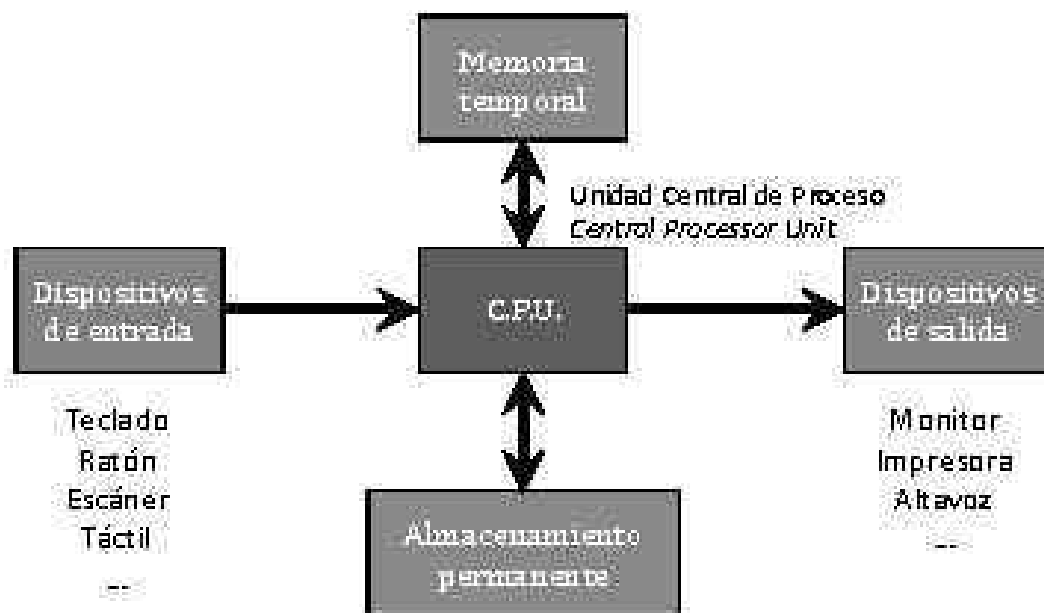 Memoria
temporal
Unidad Central de Proceso
Central Processor Unit
Dispositivos
de entrada
C.P.U.
Dispositivos
de salida
Teclado
Ratón
Escáner
Táctil
...
Monitor
Impresora
Altavoz
...
Almacenamiento
permanente